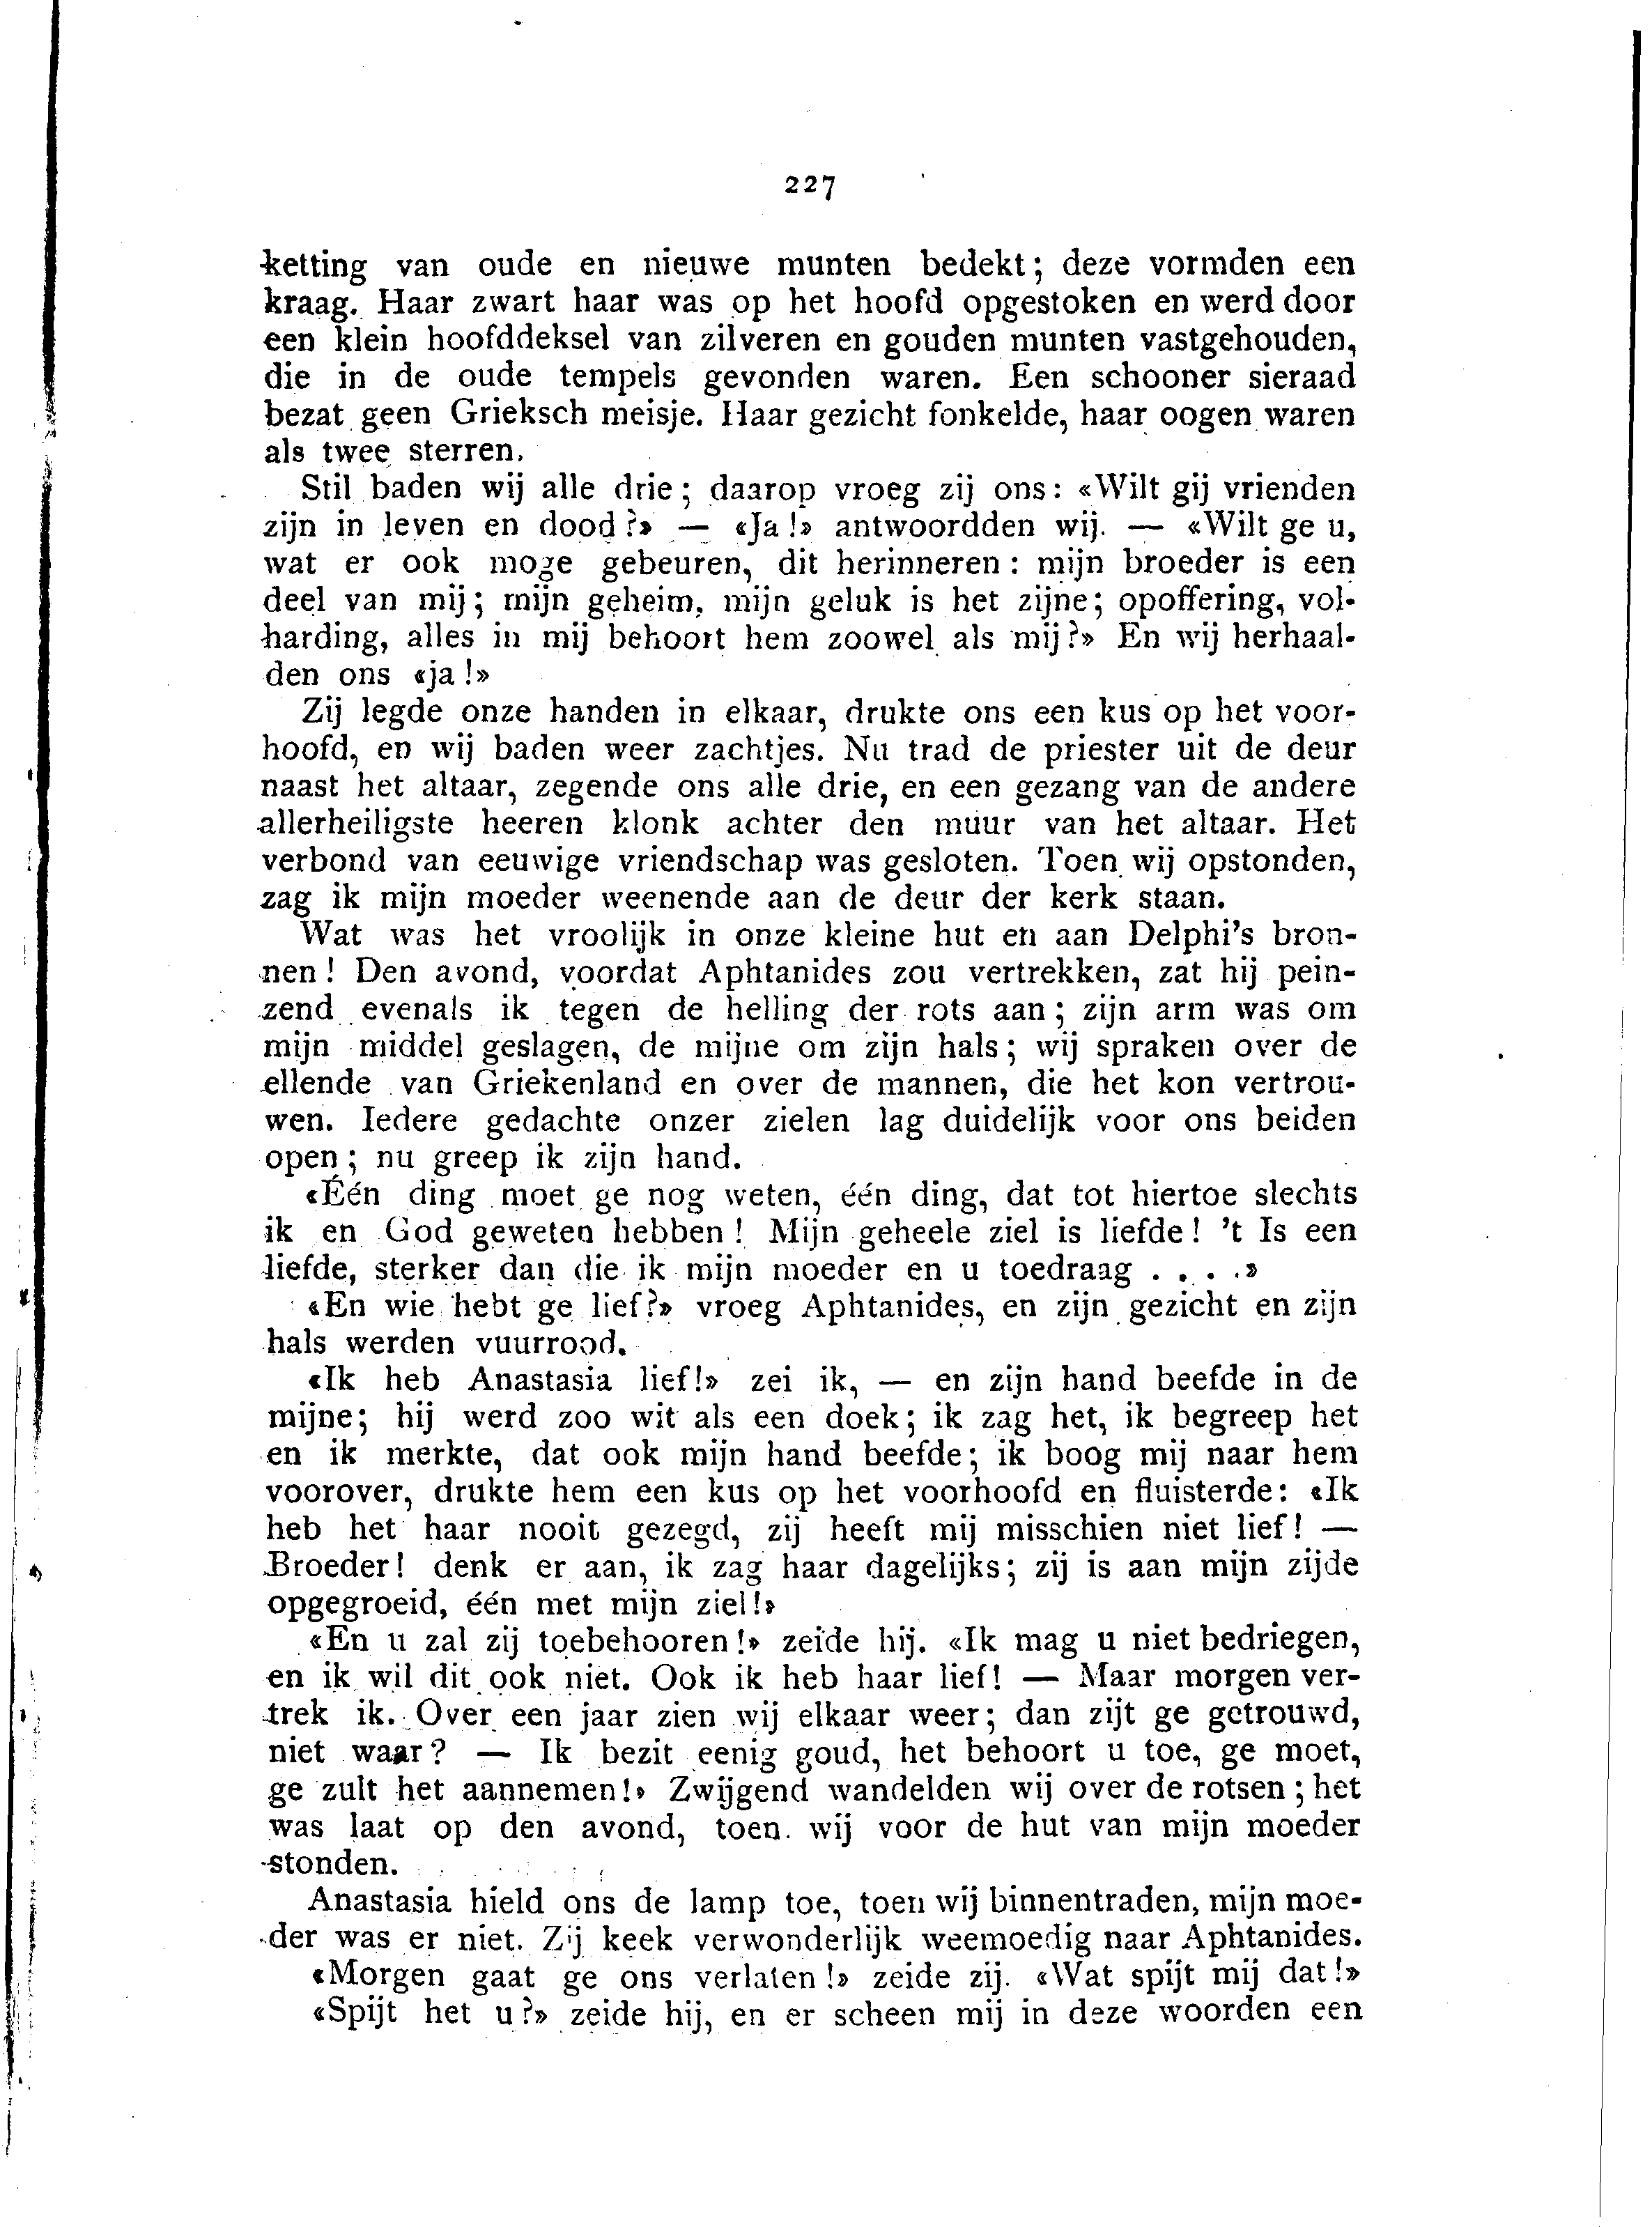 227
ketting van oude en nieuwe munten bedekt; deze vormden een
kraag. Haar zwart haar was op het hoofd opgestoken en werd door
een klein hoofddeksel van zilveren en gouden munten vastgehouden,
die in de oude tempels gevonden waren. Een schooner sieraad
bezat geen Grieksch meisje. Haar gezicht fonkelde, haar oogen waren
als twee sterren.
Stil baden wij alle drie; daarop vroeg zij ons: «Wilt gij vrienden
zijn in leven en dood?» — «Ja!» antwoordden wij. — «Wilt ge u,
wat er ook moge gebeuren, dit herinneren: mijn broeder is een
deel van mij; mijn geheim, mijn geluk is het zijne; opoffering, vol-
harding, alles in mij behoort hem zoowel als mij?» En wij herhaal-
den ons «ja!»
Zij legde onze handen in elkaar, drukte ons een kus op het voor-
hoofd, en wij baden weer zachtjes. Nu trad de priester uit de deur
naast het altaar, zegende ons alle drie, en een gezang van de andere
allerheiligste heeren klonk achter den muur van het altaar. Het
verbond van eeuwige vriendschap was gesloten. Toen wij opstonden,
zag ik mijn moeder weenende aan de deur der kerk staan.
Wat was het vroolijk in onze kleine hut en aan Delphi's bron-
nen! Den avond, voordat Aphtanides zou vertrekken, zat hij pein-
zend evenals ik tegen de helling der rots aan; zijn arm was om
mijn middel geslagen, de mijne om zijn hals; wij spraken over de
ellende van Griekenland en over de mannen, die het kon vertrou-
wen. Iedere gedachte onzer zielen lag duidelijk voor ons beiden
open; nu greep ik zijn hand.
«Één ding moet ge nog weten, één ding, dat tot hiertoe slechts
ik en God geweten hebben! Mijn geheele ziel is liefde! 't Is een
liefde, sterker dan die ik mijn moeder en u toedraag . . . .»
«En wie hebt ge lief?» vroeg Aphtanides, en zijn gezicht en zijn
hals werden vuurrood.
«Ik heb Anastasia lief!» zei ik, — en zijn hand beefde in de
mijne; hij werd zoo wit als een doek; ik zag het, ik begreep het
en ik merkte, dat ook mijn hand beefde; ik boog mij naar hem
voorover, drukte hem een kus op het voorhoofd en fluisterde: «Ik
heb het haar nooit gezegd, zij heeft mij misschien niet lief! —
Broeder! denk er aan, ik zag haar dagelijks; zij is aan mijn zijde
opgegroeid, één met mijn ziel!»
«En u zal zij toebehooren!» zeide hij. «Ik mag u niet bedriegen,
en ik wil dit ook niet. Ook ik heb haar lief! — Maar morgen ver-
trek ik. Over een jaar zien wij elkaar weer; dan zijt ge getrouwd,
niet waar? — Ik bezit eenig goud, het behoort u toe, ge moet,
ge zult het aannemen!» Zwijgend wandelden wij over de rotsen; het
was laat op den avond, toen wij voor de hut van mijn moeder
stonden.
Anastasia hield ons de lamp toe, toen wij binnentraden, mijn moe-
der was er niet. Zij keek verwonderlijk weemoedig naar Aphtanides.
«Morgen gaat ge ons verlaten!» zeide zij. «Wat spijt mij dat!»
«Spijt het u?» zeide hij, en er scheen mij in deze woorden een